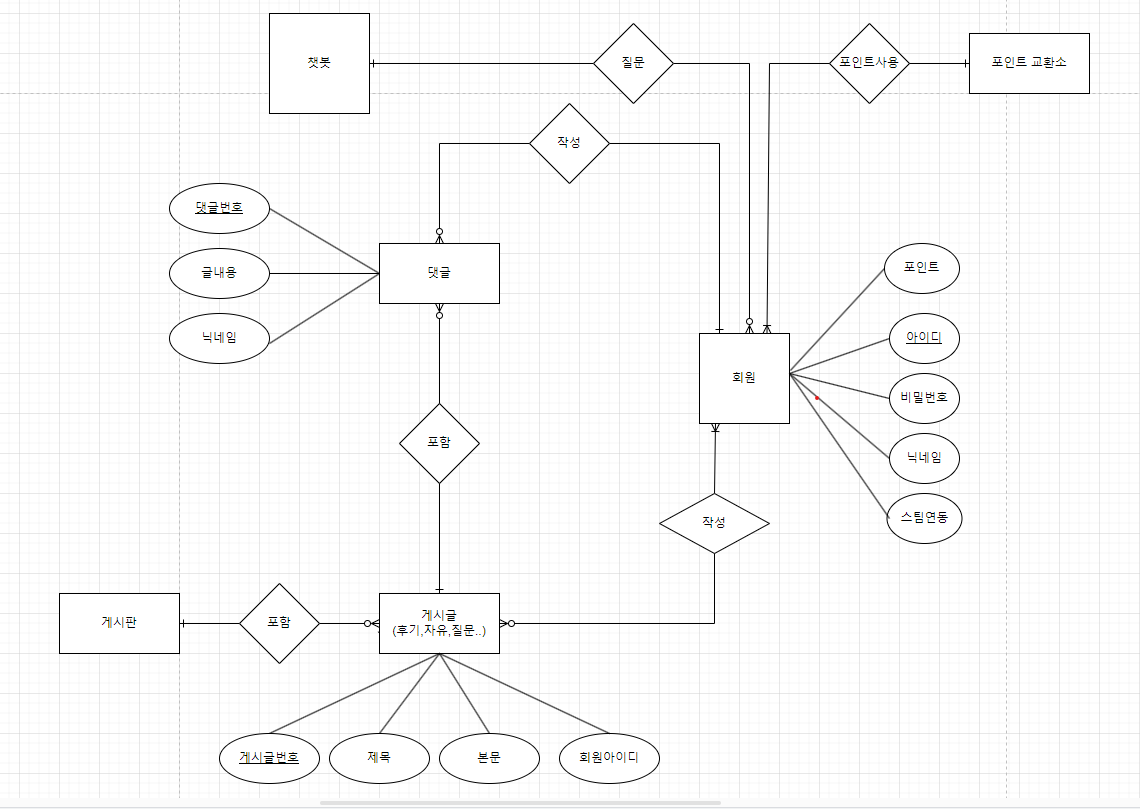 챗봇
질문
포인트사용
포인트 교환소
작성
댓글번호
글내용
닉네임
댓글
포인트
아이디
비밀번호
닉네임
스팀연동
회원
포함
작성
게시판
포함
게시글
(후기,자유,질문..)
게시글번호
제목
본문
회원아이디